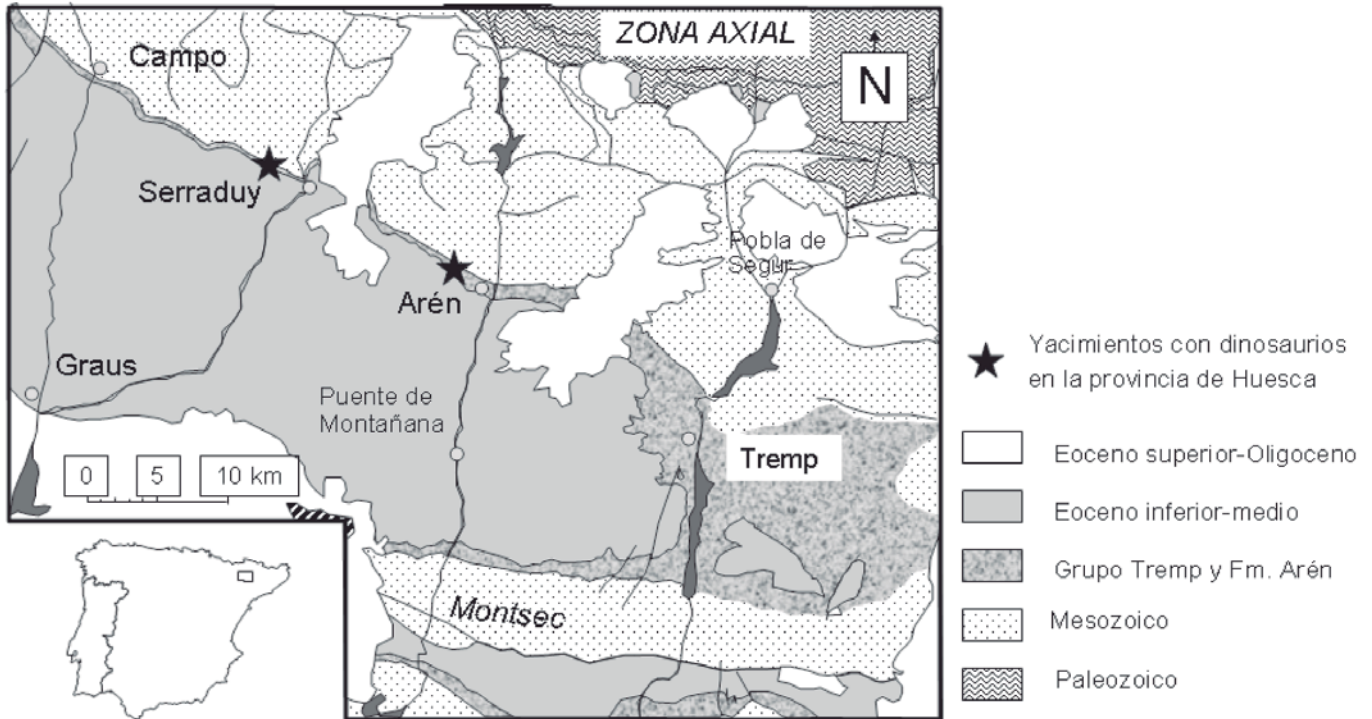 ZONA AXIAL
Campo
N
Serraduy
Pobla de
Segur
Arén
Graus
Puente de
Montañana
Tremp
0 5 10 km
Montsec
Yacimientos con dinosaurios
en la provincia de Huesca
Eoceno superior-Oligoceno
Eoceno inferior-medio
Grupo Tremp y Fm. Arén
Mesozoico
Paleozoico